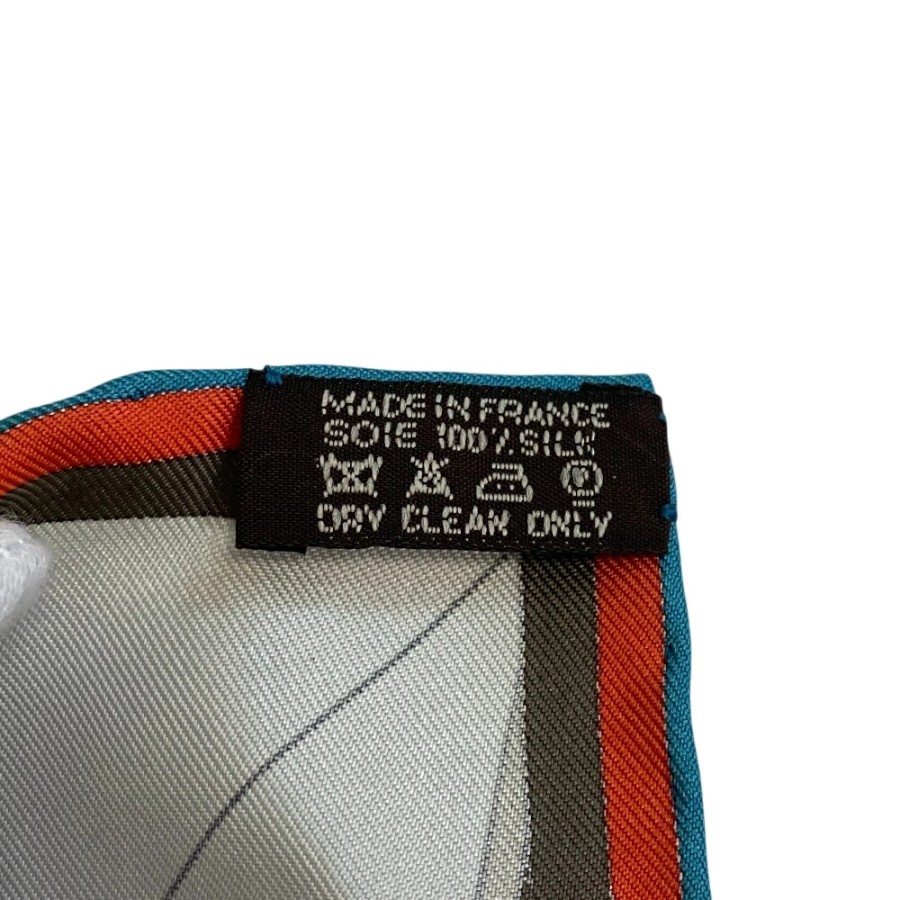 MADE IN FRANCE
SOIE 100% SILK
P
DRY CLEAN ONLY